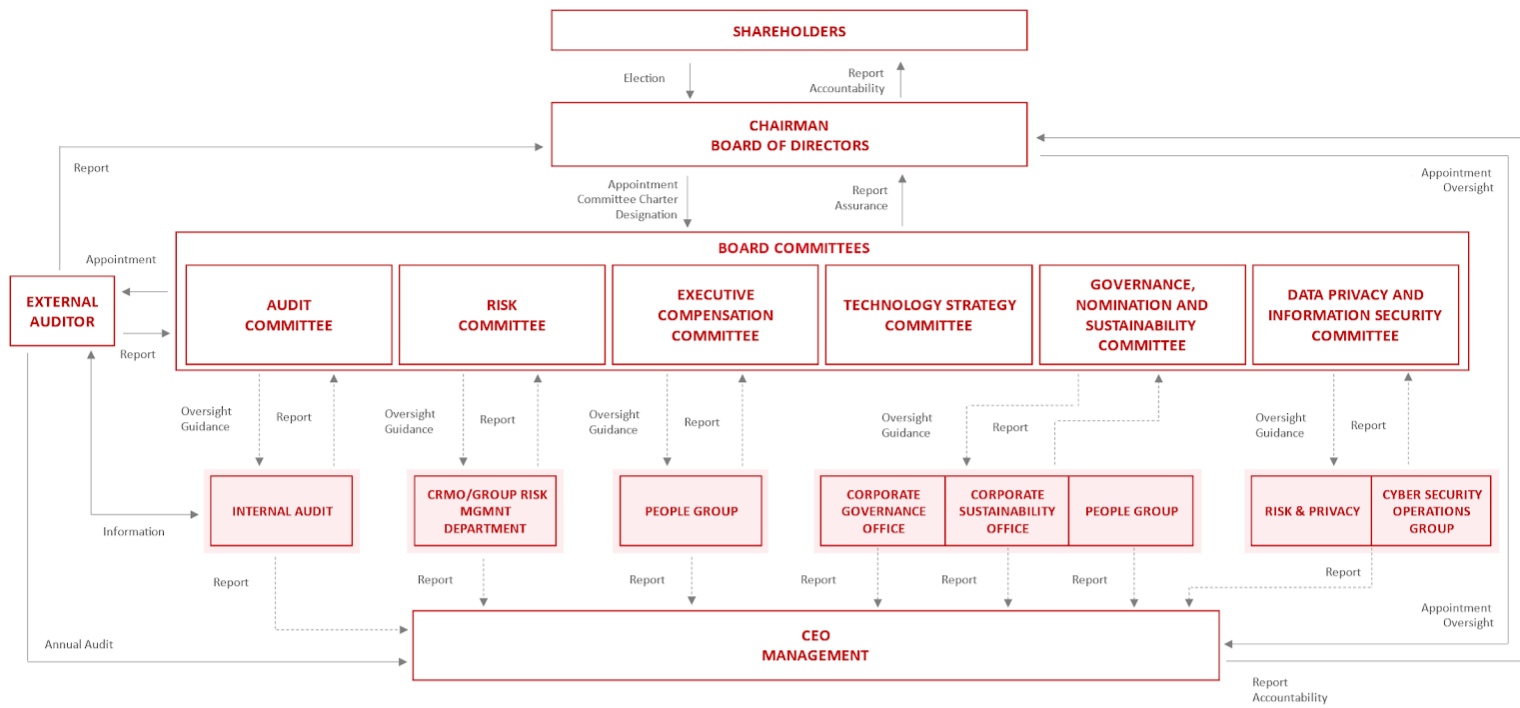 SHAREHOLDERS
Election
Report
Accountability
CHAIRMAN
BOARD OF DIRECTORS
Report
Appointment
Oversight
Appointment
Committee Charter
Designation
Report
Assurance
BOARD COMMITTEES
Appointment
EXTERNAL
AUDITOR
Report
AUDIT
COMMITTEE
RISK
COMMITTEE
EXECUTIVE
COMPENSATION
COMMITTEE
TECHNOLOGY STRATEGY
COMMITTEE
GOVERNANCE,
NOMINATION AND
SUSTAINABILITY
COMMITTEE
DATA PRIVACY AND
INFORMATION SECURITY
COMMITTEE
Oversight
Guidance
Report
Oversight
Guidance
Report
Oversight
Guidance
Report
Oversight
Guidance
Report
Oversight
Guidance
Report
INTERNAL AUDIT
CRMO/GROUP RISK
MGMNT
DEPARTMENT
PEOPLE GROUP
CORPORATE
GOVERNANCE
OFFICE
CORPORATE
SUSTAINABILITY
OFFICE
PEOPLE GROUP
RISK & PRIVACY
CYBER SECURITY
OPERATIONS
GROUP
Information
Report
Report
Report
Report
Report
Report
Report
Annual Audit
CEO
MANAGEMENT
Appointment
Oversight
Report
Accountability